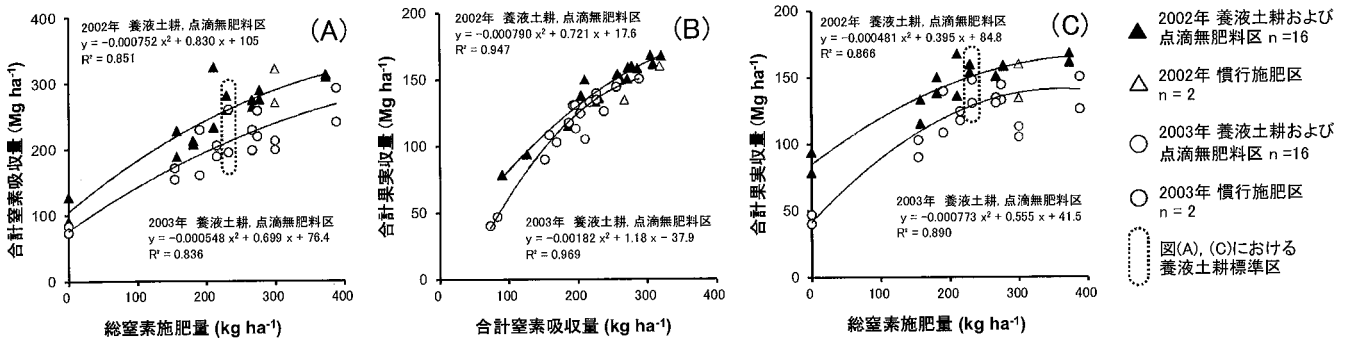 (A)
2002年 養液土耕, 点滴無肥料区
y = −0.000752 x² + 0.830 x + 105
R² = 0.851
2003年 養液土耕, 点滴無肥料区
y = −0.000548 x² + 0.699 x + 76.4
R² = 0.836
合計窒素吸収量 (Mg ha⁻¹)
400
300
200
100
0
0
100
200
300
400
総窒素施肥量 (kg ha⁻¹)
(B)
2002年 養液土耕, 点滴無肥料区
y = −0.000790 x² + 0.721 x + 17.6
R² = 0.947
2003年 養液土耕, 点滴無肥料区
y = −0.00182 x² + 1.18 x − 37.9
R² = 0.969
合計果実収量 (Mg ha⁻¹)
200
150
100
50
0
0
100
200
300
400
合計窒素吸収量 (kg ha⁻¹)
(C)
2002年 養液土耕, 点滴無肥料区
y = −0.000481 x² + 0.395 x + 84.8
R² = 0.866
2003年 養液土耕, 点滴無肥料区
y = −0.000773 x² + 0.555 x + 41.5
R² = 0.890
合計果実収量 (Mg ha⁻¹)
200
150
100
50
0
0
100
200
300
400
総窒素施肥量 (kg ha⁻¹)
2002年 養液土耕および
点滴無肥料区 n =16
2002年 慣行施肥区
n = 2
2003年 養液土耕および
点滴無肥料区 n =16
2003年 慣行施肥区
n = 2
図(A), (C)における
養液土耕標準区